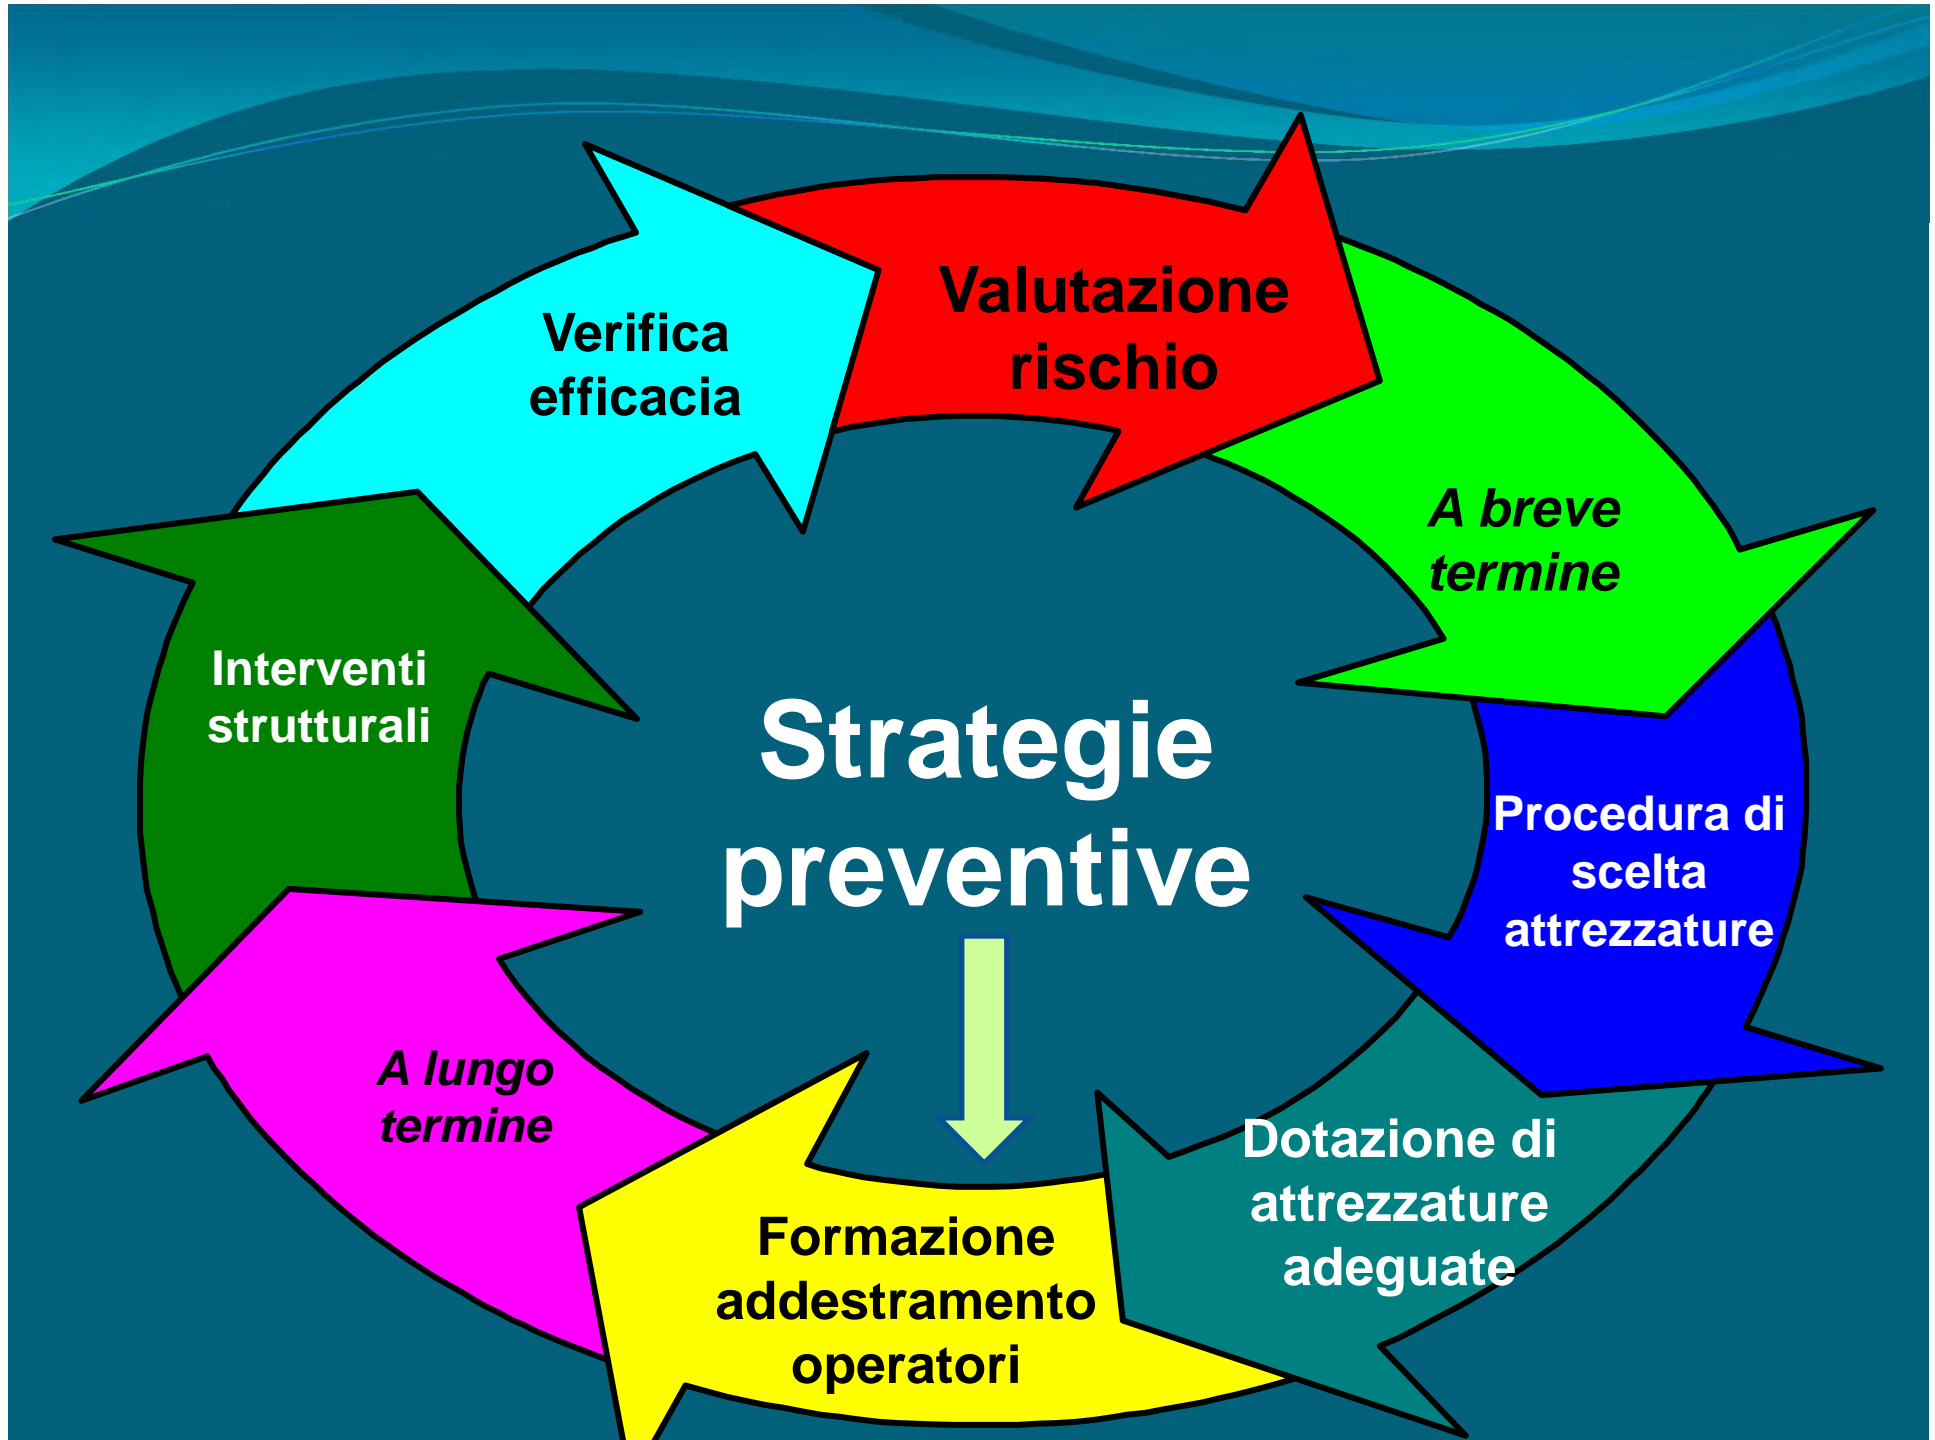 Valutazione
rischio
A breve
termine
Procedura di
scelta
attrezzature
Dotazione di
attrezzature
adeguate
Formazione
addestramento
operatori
A lungo
termine
Interventi
strutturali
Verifica
efficacia
Strategie
preventive